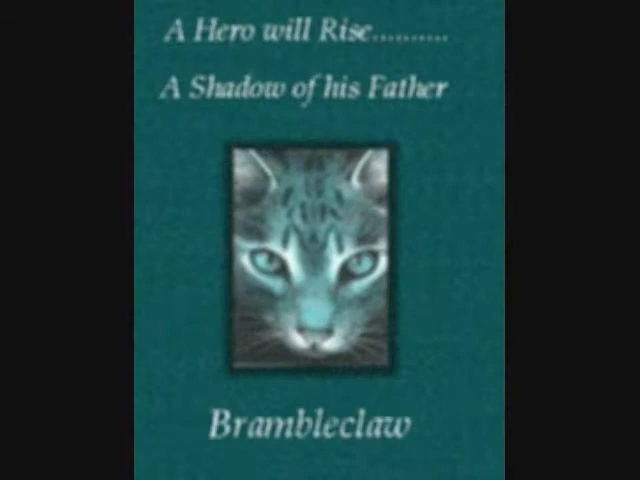 A Hero will Rise..........
A Shadow of his Father
Brambleclaw